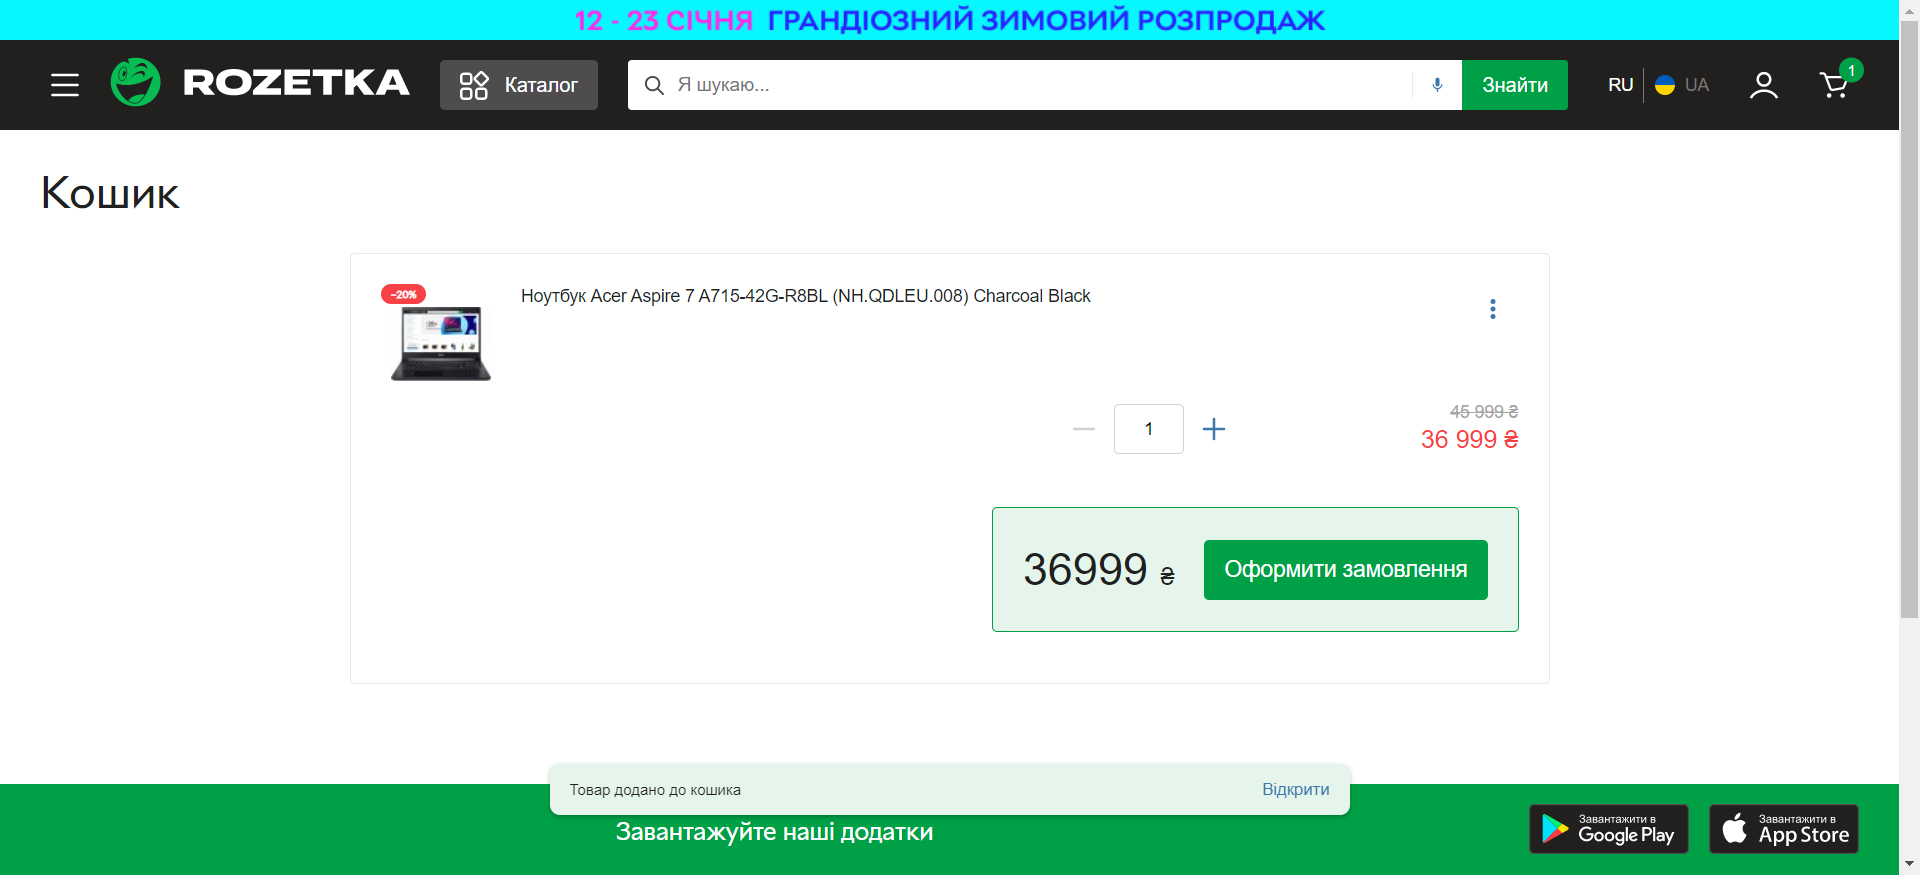 12 - 23 СІЧНЯ ГРАНДІОЗНИЙ ЗИМОВИЙ РОЗПРОДАЖ
ROZETKA
Каталог
Я шукаю...
Знайти
RU
UA
1
Кошик
-20%
Ноутбук Acer Aspire 7 A715-42G-R8BL (NH.QDLEU.008) Charcoal Black
1
45 999 ₴
36 999 ₴
36999 ₴
Оформити замовлення
Товар додано до кошика
Відкрити
Завантажуйте наші додатки
Завантажити в
Google Play
Завантажити в
App Store